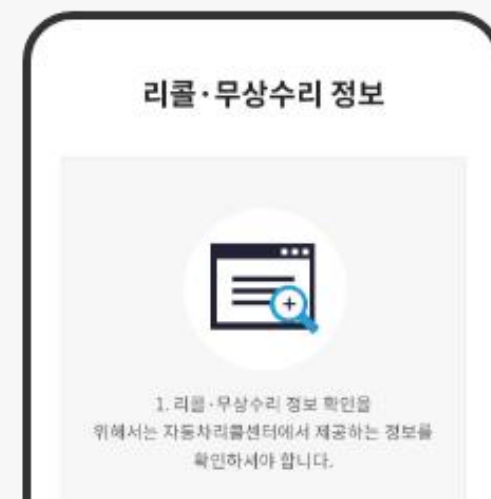 리콜·무상수리 정보
1. 리콜·무상수리 정보 확인을
위해서는 자동차리콜센터에서 제공하는 정보를
확인하셔야 합니다.